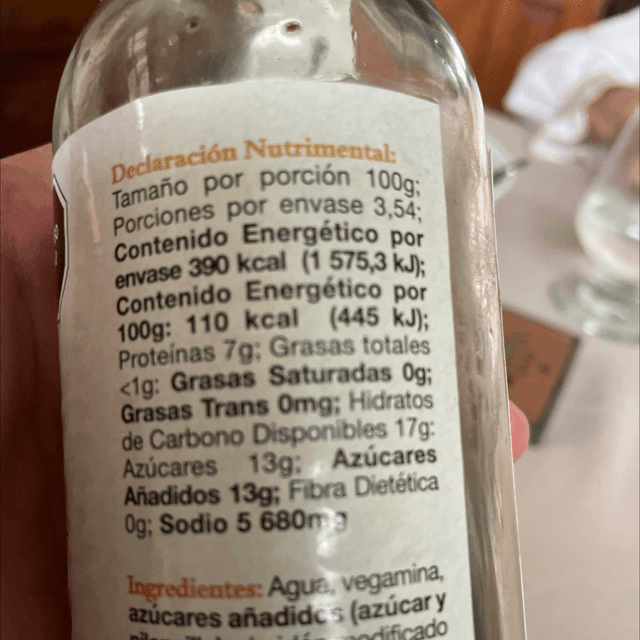 Declaración Nutrimental:
Tamaño por porción 100g;
Porciones por envase 3,54;
Contenido Energético por
envase 390 kcal (1 575,3 kJ);
Contenido Energético por
100g: 110 kcal (445 kJ);
Proteínas 7g; Grasas totales
<1g; Grasas Saturadas 0g;
Grasas Trans 0mg; Hidratos
de Carbono Disponibles 17g;
Azúcares 13g; Azúcares
Añadidos 13g; Fibra Dietética
0g; Sodio 5 680mg
Ingredientes: Agua, vegamina,
azúcares añadidos (azúcar y
modificado